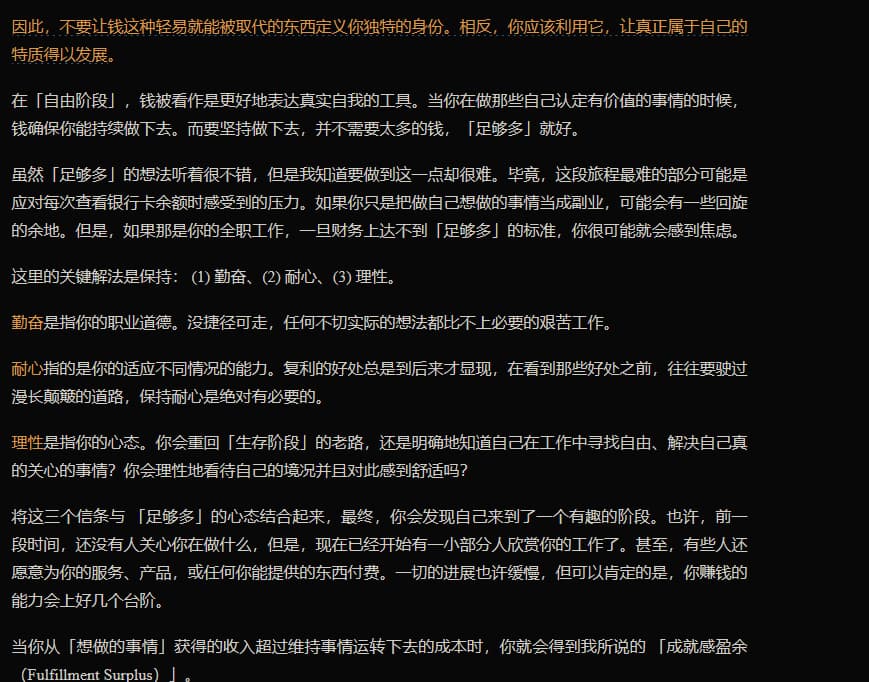 因此，不要让钱这种轻易就能被取代的东西定义你独特的身份。相反，你应该利用它，让真正属于自己的
特质得以发展。
在「自由阶段」，钱被看作是更好地表达真实自我的工具。当你在做那些自己认定有价值的事情的时候，
钱确保你能持续做下去。而要坚持做下去，并不需要太多的钱，「足够多」就好。
虽然「足够多」的想法听着很不错，但是我知道要做到这一点却很难。毕竟，这段旅程最难的部分可能是
应对每次查看银行卡余额时感受到的压力。如果你只是把做自己想做的事情当成副业，可能会有一些回旋
的余地。但是，如果那是你的全职工作，一旦财务上达不到「足够多」的标准，你很可能就会感到焦虑。
这里的关键解法是保持： (1) 勤奋、(2) 耐心、(3) 理性。
勤奋是指你的职业道德。没捷径可走，任何不切实际的想法都比不上必要的艰苦工作。
耐心指的是你的适应不同情况的能力。复利的好处总是到后来才显现，在看到那些好处之前，往往要驶过
漫长颠簸的道路，保持耐心是绝对有必要的。
理性是指你的心态。你会重回「生存阶段」的老路，还是明确地知道自己在工作中寻找自由、解决自己真
的关心的事情？你会理性地看待自己的境况并且对此感到舒适吗？
将这三个信条与 「足够多」的心态结合起来，最终，你会发现自己来到了一个有趣的阶段。也许，前一
段时间，还没有人关心你在做什么，但是，现在已经开始有一小部分人欣赏你的工作了。甚至，有些人还
愿意为你的服务、产品，或任何你能提供的东西付费。一切的进展也许缓慢，但可以肯定的是，你赚钱的
能力会上好几个台阶。
当你从「想做的事情」获得的收入超过维持事情运转下去的成本时，你就会得到我所说的 「成就感盈余
（Fulfillment Surplus）」。